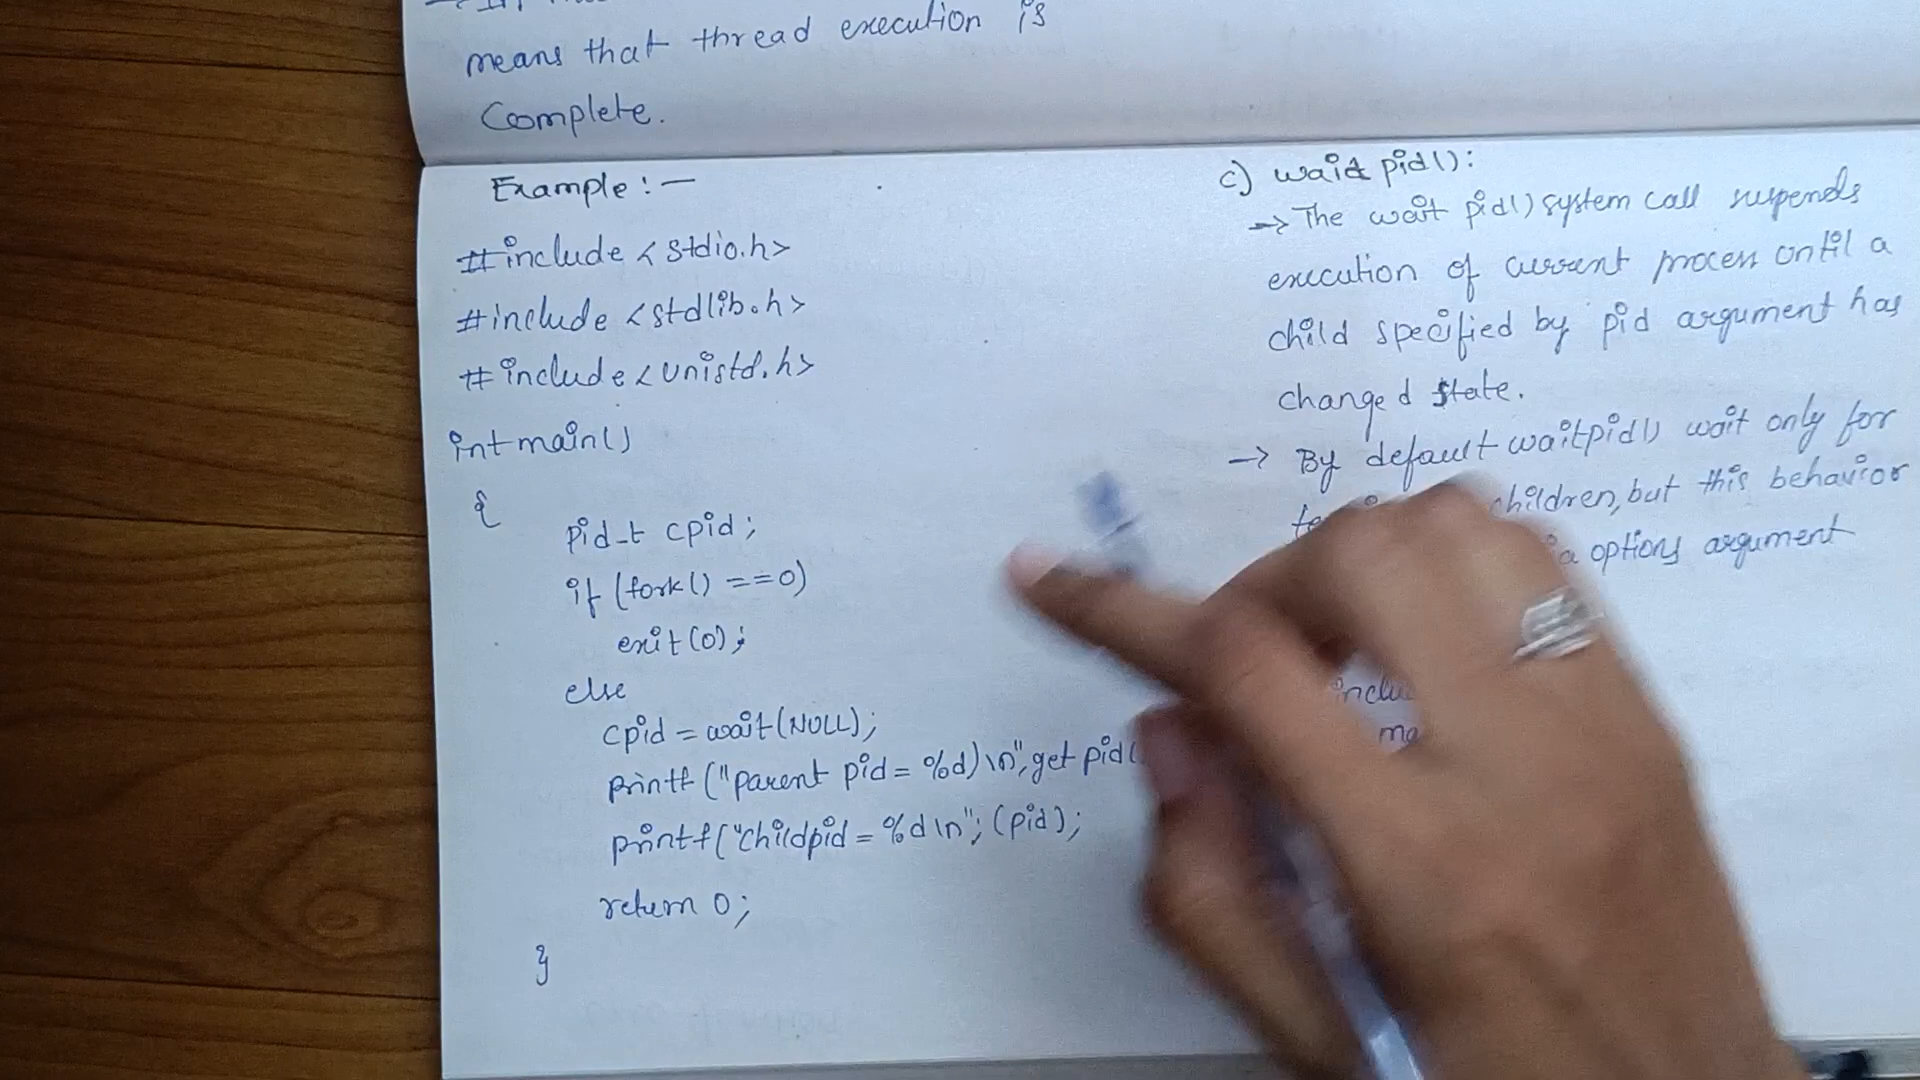 means that thread execution is
Complete.
Example:-
#include <stdio.h>
#include <stdlib.h>
#include <unistd.h>
int main()
{
pid_t cpid;
if (fork() ==0)
exit(0);
else
cpid = wait(NULL);
printf ("parent pid = %d)\n", get pid(
printf("childpid = %d\n"; (pid);
return 0;
}
c) wait pid():
→ The wait pid() system call suspends
execution of current process until a
child specified by pid argument has
changed state.
→ By default waitpid() wait only for
children, but this behavior
options argument